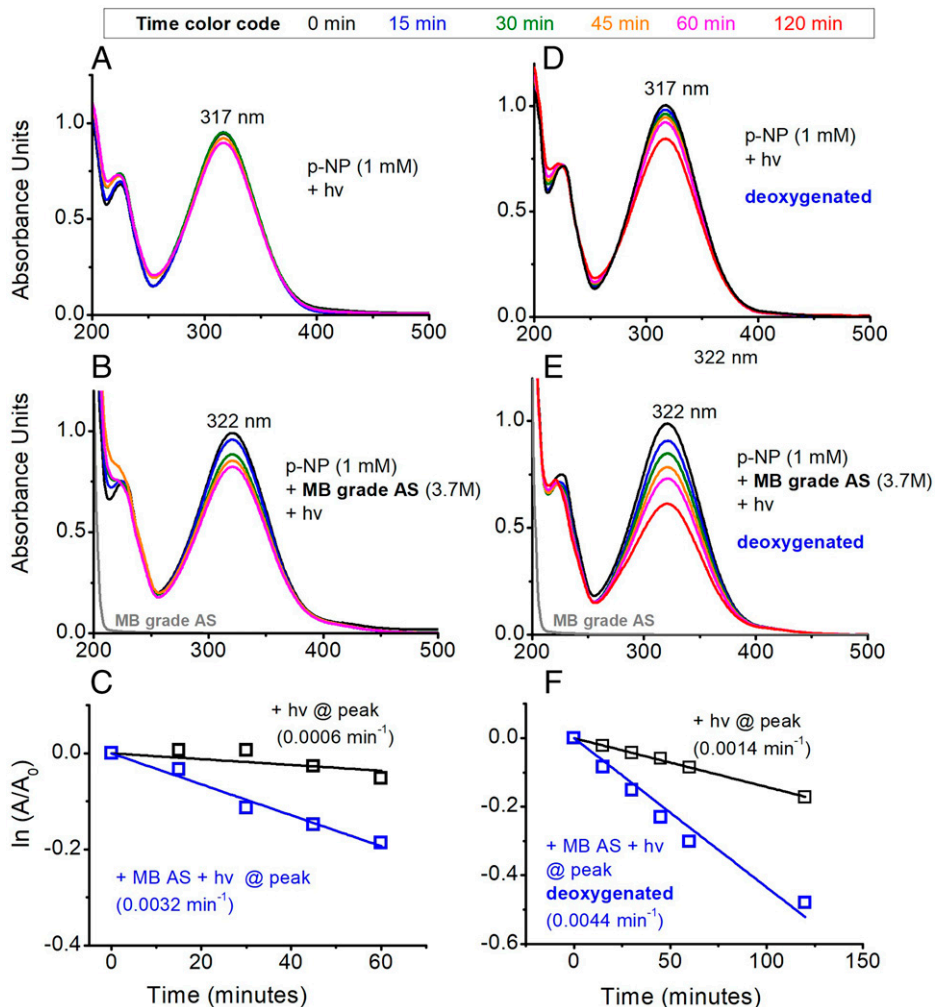 Time color code 0 min 15 min 30 min 45 min 60 min 120 min
A
317 nm
p-NP (1 mM)
+ hv
Absorbance Units
1.0
0.5
0.0
200 300 400 500
D
317 nm
p-NP (1 mM)
+ hv
deoxygenated
Absorbance Units
1.0
0.5
0.0
200 300 400 500
322 nm
B
322 nm
p-NP (1 mM)
+ MB grade AS (3.7M)
+ hv
MB grade AS
Absorbance Units
1.0
0.5
0.0
200 300 400 500
E
322 nm
p-NP (1 mM)
+ MB grade AS (3.7M)
+ hv
deoxygenated
MB grade AS
Absorbance Units
1.0
0.5
0.0
200 300 400 500
C
+ hv @ peak
(0.0006 min⁻¹)
+ MB AS + hv @ peak
(0.0032 min⁻¹)
ln (A/A₀)
0.0
-0.2
-0.4
0 20 40 60
Time (minutes)
F
+ hv @ peak
(0.0014 min⁻¹)
+ MB AS + hv
@ peak
deoxygenated
(0.0044 min⁻¹)
0.0
-0.2
-0.4
-0.6
0 50 100 150
Time (minutes)